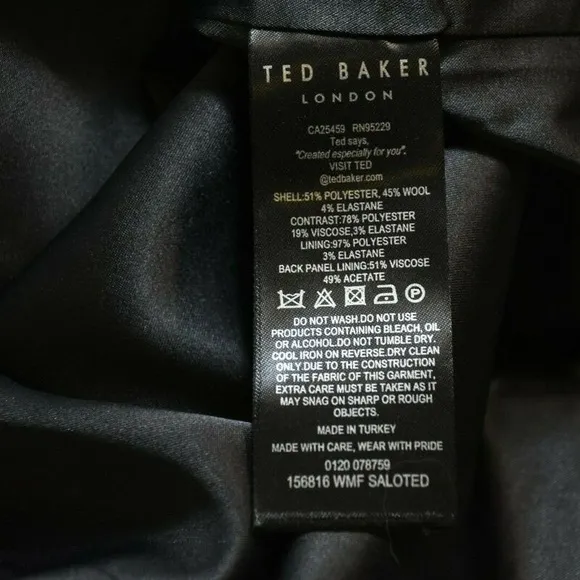 TED BAKER
LONDON
CA25459 RN95229
Ted says,
"Created especially for you".
VISIT TED
@tedbaker.com
SHELL:51% POLYESTER, 45% WOOL
4% ELASTANE
CONTRAST:78% POLYESTER
19% VISCOSE,3% ELASTANE
LINING:97% POLYESTER
3% ELASTANE
BACK PANEL LINING:51% VISCOSE
49% ACETATE
P
DO NOT WASH.DO NOT USE
PRODUCTS CONTAINING BLEACH, OIL
OR ALCOHOL.DO NOT TUMBLE DRY.
COOL IRON ON REVERSE.DRY CLEAN
ONLY.DUE TO THE CONSTRUCTION
OF THE FABRIC OF THIS GARMENT,
EXTRA CARE MUST BE TAKEN AS IT
MAY SNAG ON SHARP OR ROUGH
OBJECTS.
MADE IN TURKEY
MADE WITH CARE, WEAR WITH PRIDE
0120 078759
156816 WMF SALOTED